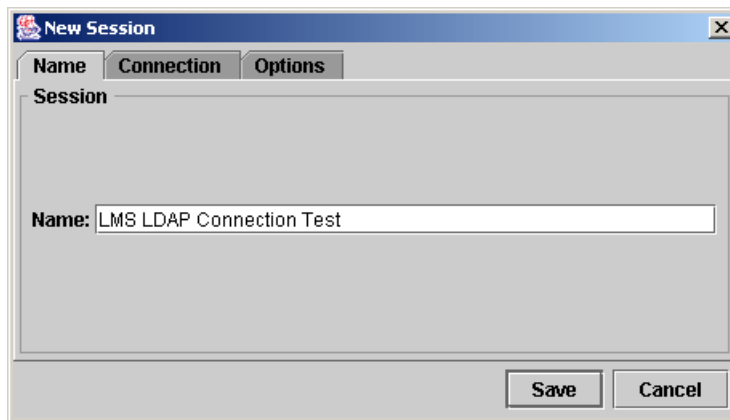 New Session
Name Connection Options
Session
Name: LMS LDAP Connection Test
Save Cancel